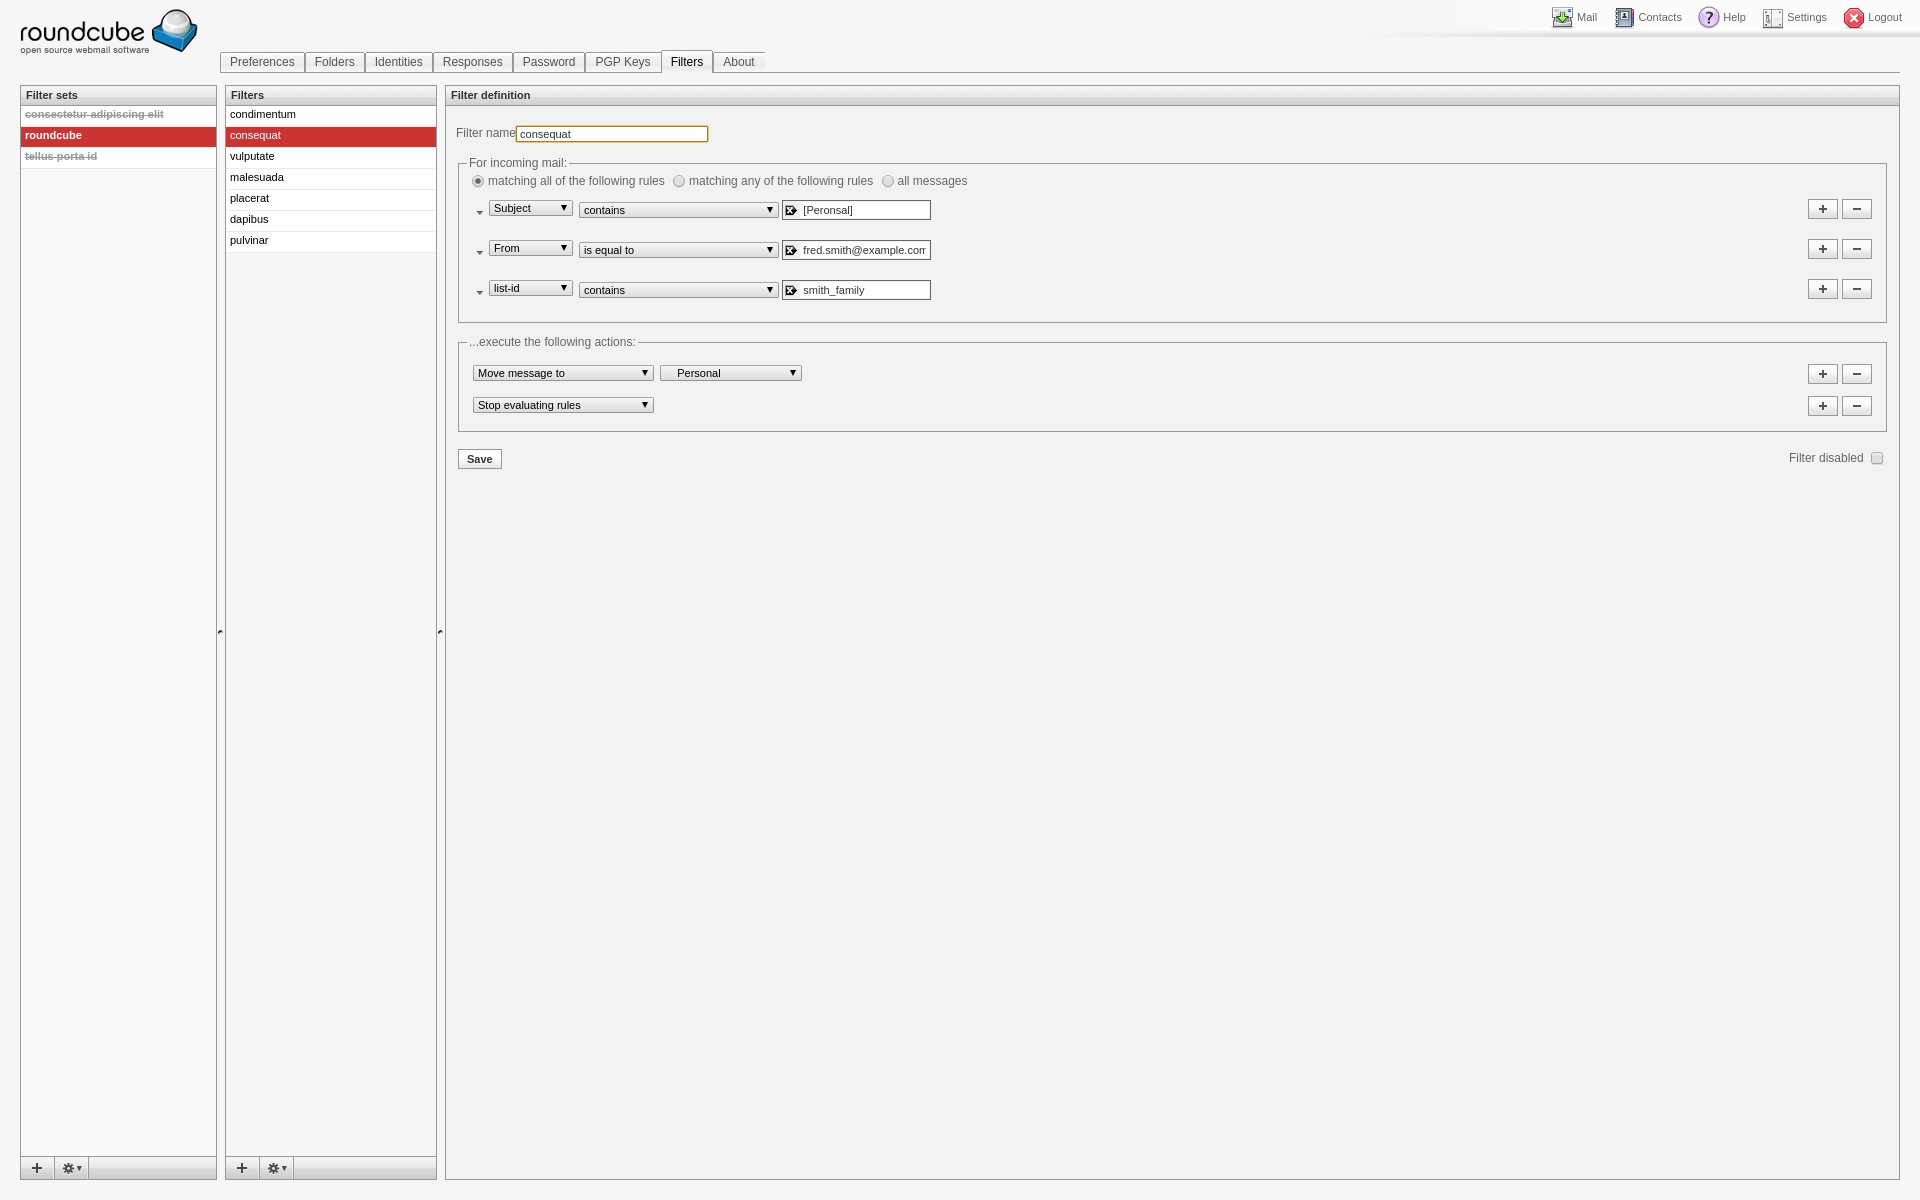 roundcube
open source webmail software
Mail Contacts Help Settings Logout
Preferences Folders Identities Responses Password PGP Keys Filters About
Filter sets
consectetur adipiscing elit
roundcube
tellus porta id
Filters
condimentum
consequat
vulputate
malesuada
placerat
dapibus
pulvinar
Filter definition
Filter name consequat
For incoming mail:
matching all of the following rules matching any of the following rules all messages
Subject contains [Peronsal]
From is equal to fred.smith@example.com
list-id contains smith_family
...execute the following actions:
Move message to Personal
Stop evaluating rules
Save Filter disabled